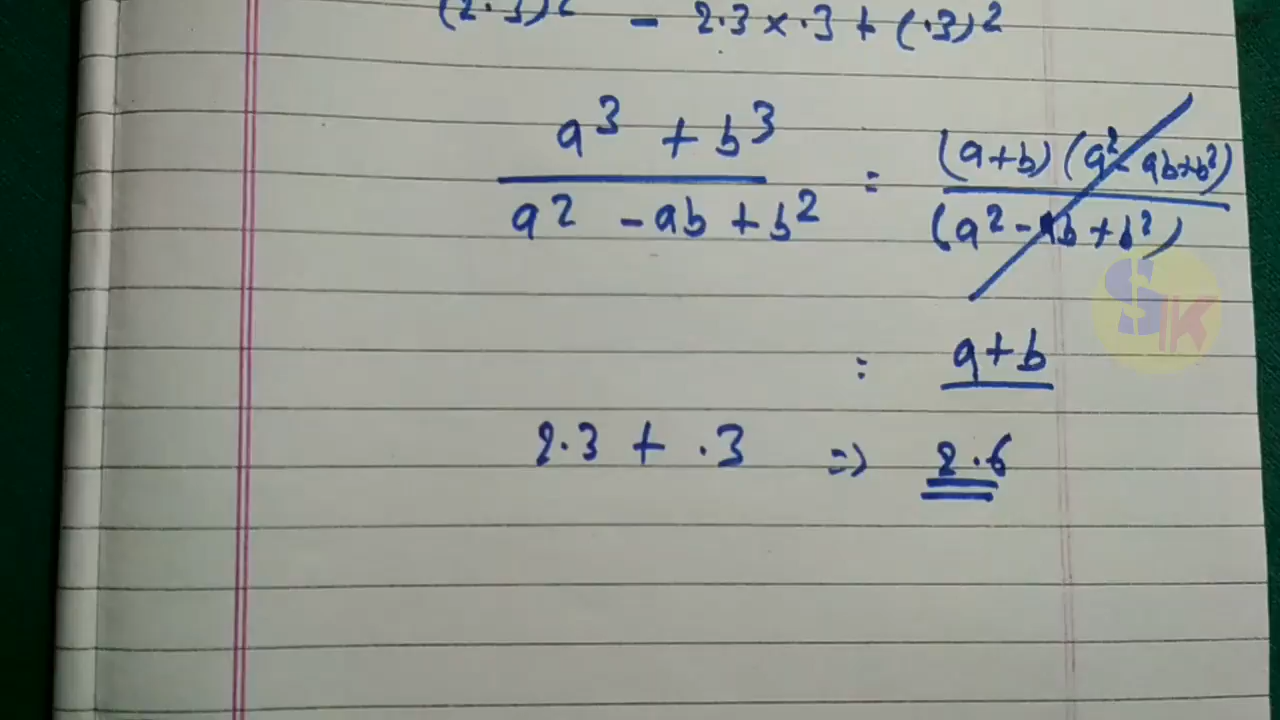 (2.3)² - 2.3×.3+(.3)²
a³ + b³ / a² - ab + b² = (a+b)(a² - ab+b²) / (a² - ab + b²)
= a+b
2.3 + .3 => 2.6
SK